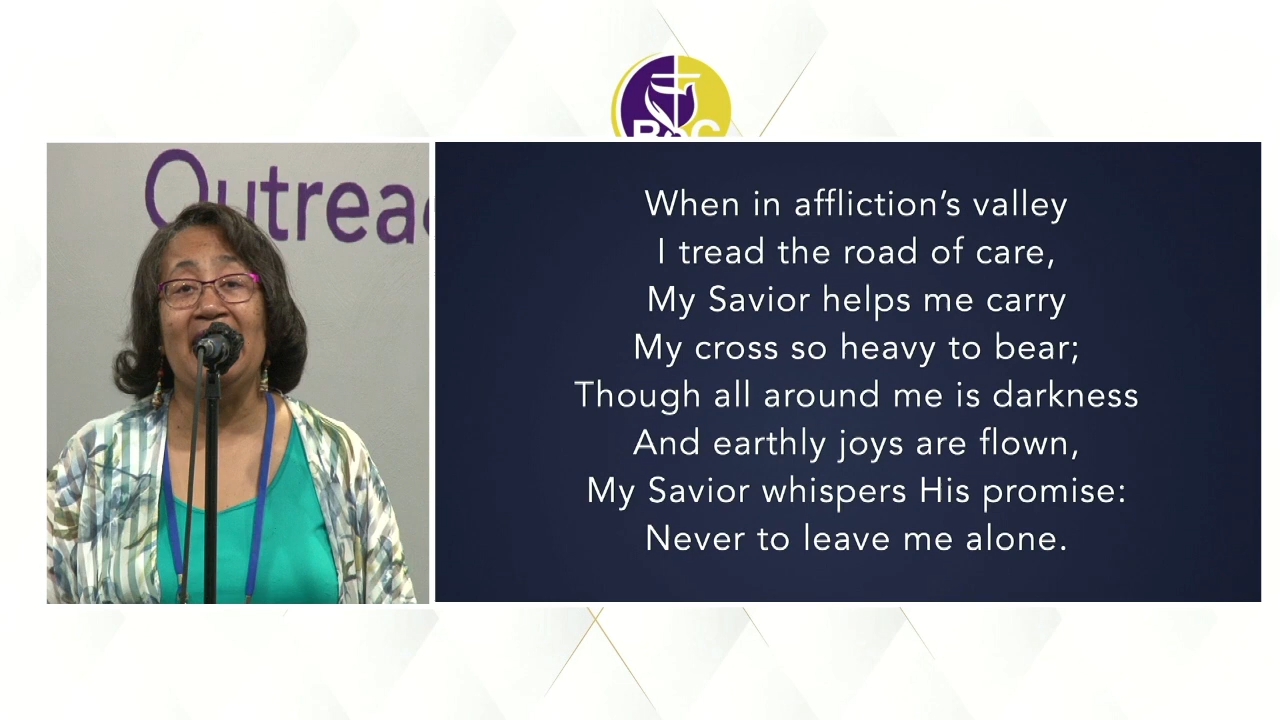 Outrea
When in affliction’s valley
I tread the road of care,
My Savior helps me carry
My cross so heavy to bear;
Though all around me is darkness
And earthly joys are flown,
My Savior whispers His promise:
Never to leave me alone.